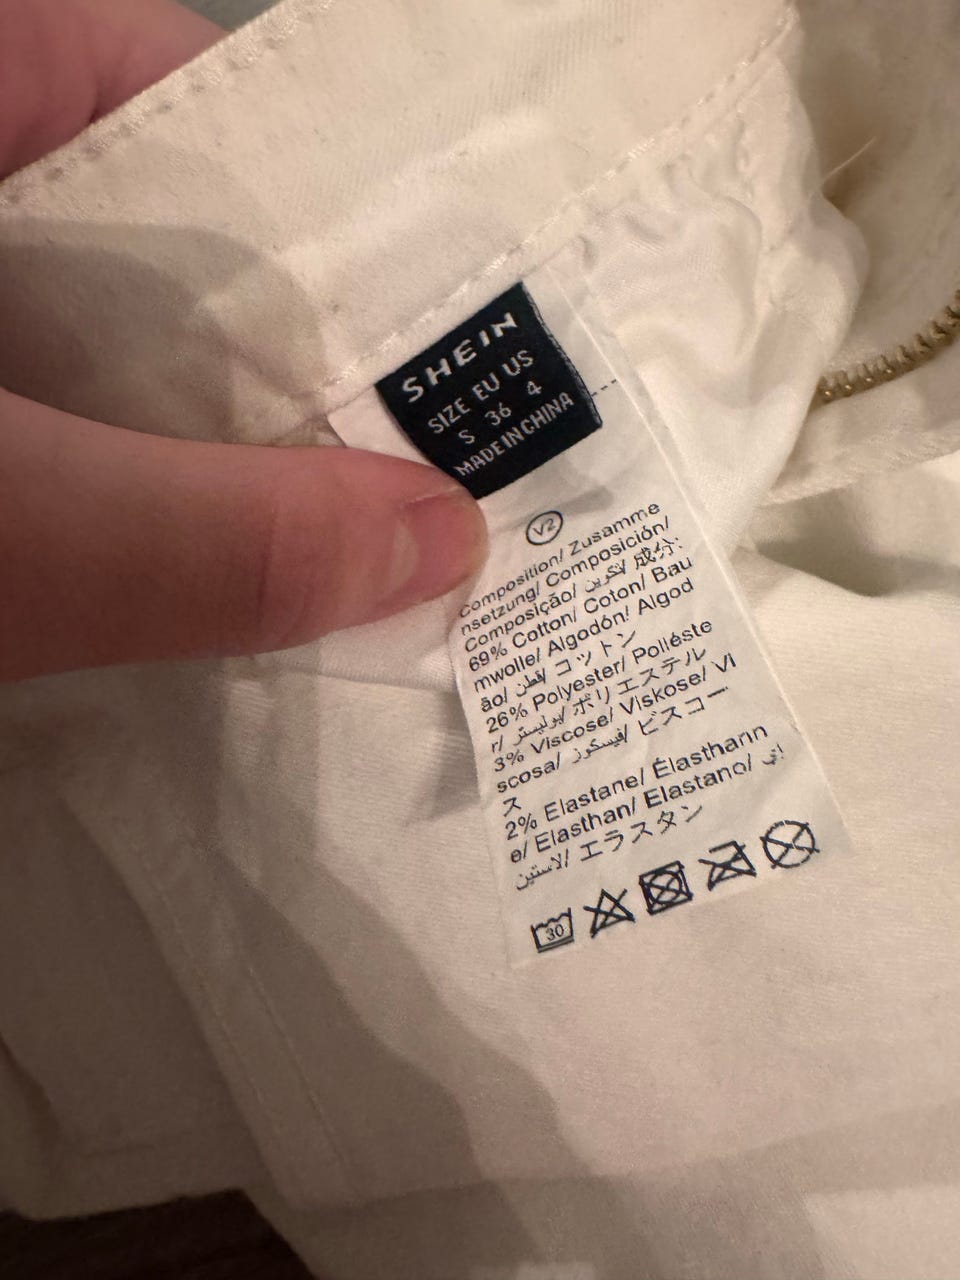 SHEIN
SIZE EU US
S 36 4
MADE IN CHINA
V2
Composition/ Zusamme
nsetzung/ Composición/
Composição/ تكوين/ 成分:
69% Cotton/ Coton/ Bau
mwolle/ Algodón/ Algod
ão/ قطن/ コットン
26% Polyester/ Poliéste
r/ بوليستر/ ポリエステル
3% Viscose/ Viskose/ Vi
scosa/ فيسكوز/ ビスコー
ス
2% Elastane/ Élasthann
e/ Elasthan/ Elastano/
الاستين/ エラスタン
30